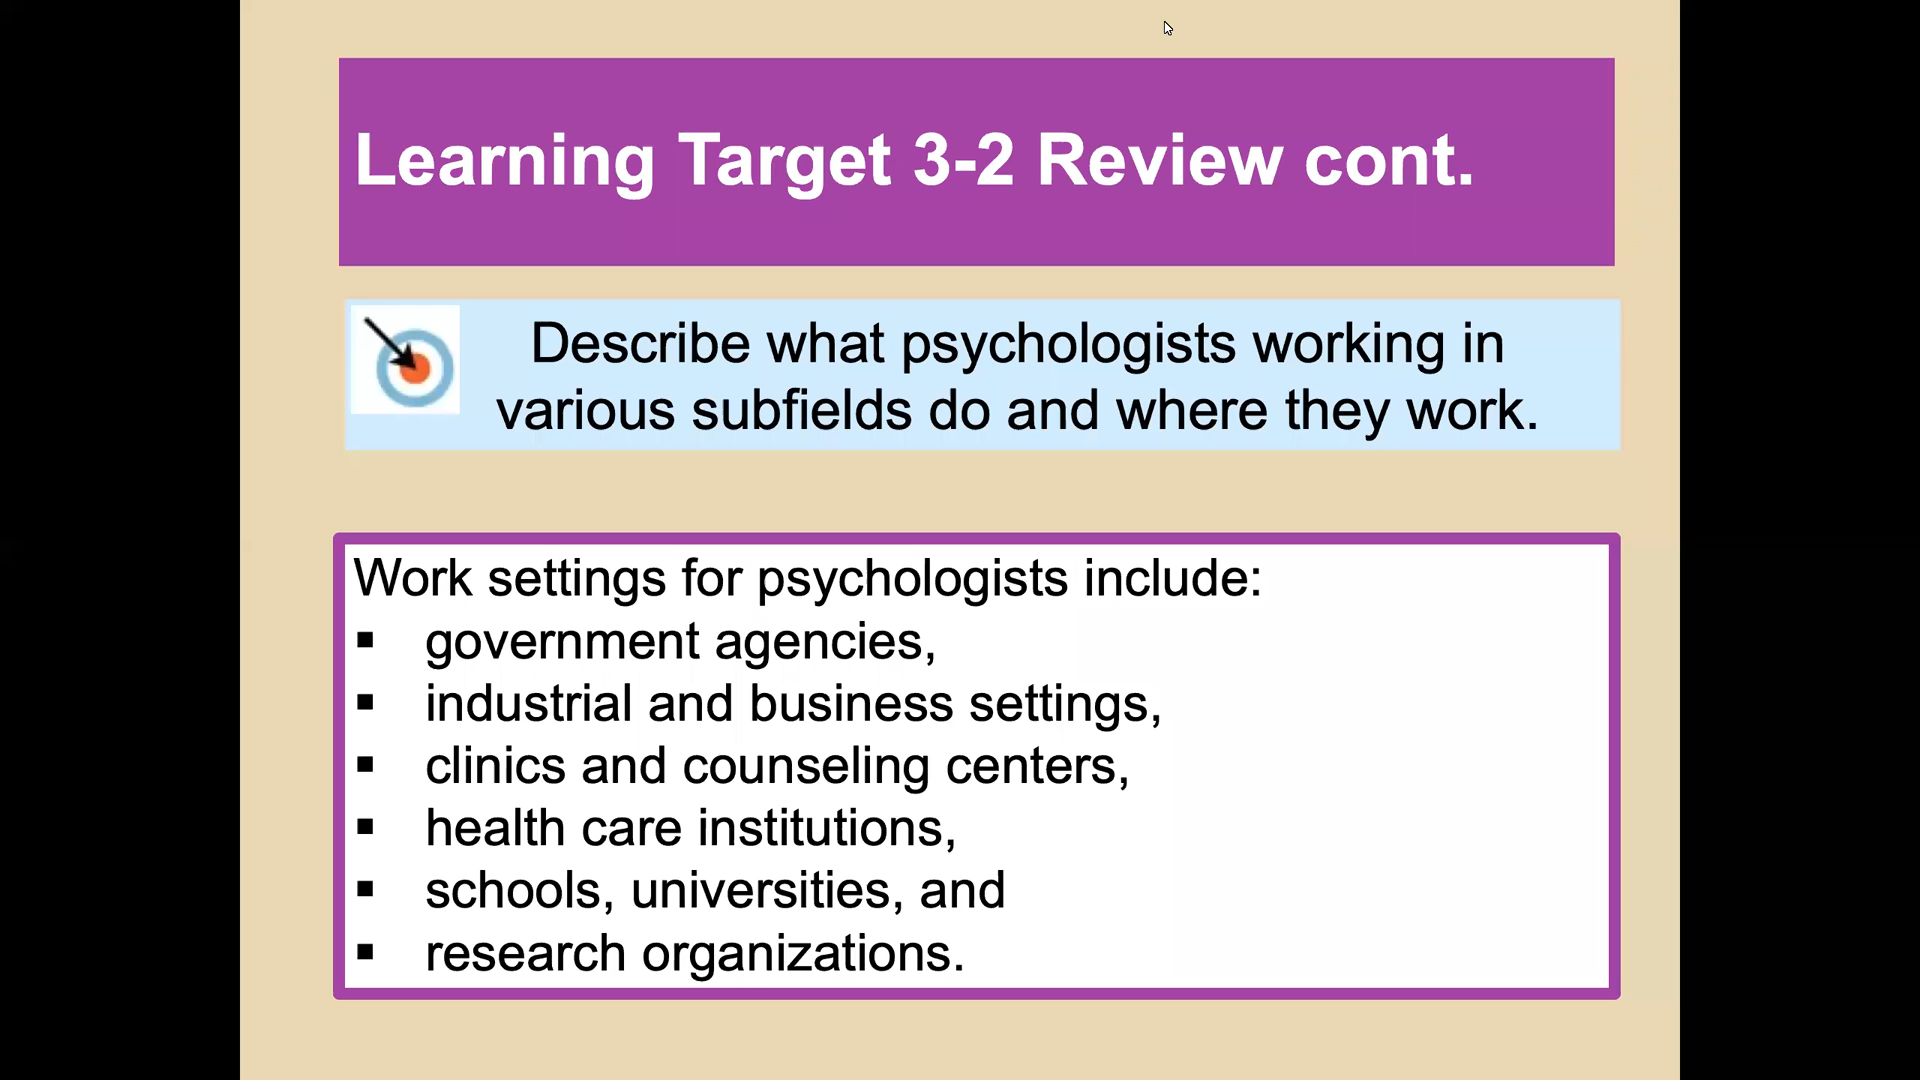 Learning Target 3-2 Review cont.
Describe what psychologists working in
various subfields do and where they work.
Work settings for psychologists include:
▪ government agencies,
▪ industrial and business settings,
▪ clinics and counseling centers,
▪ health care institutions,
▪ schools, universities, and
▪ research organizations.